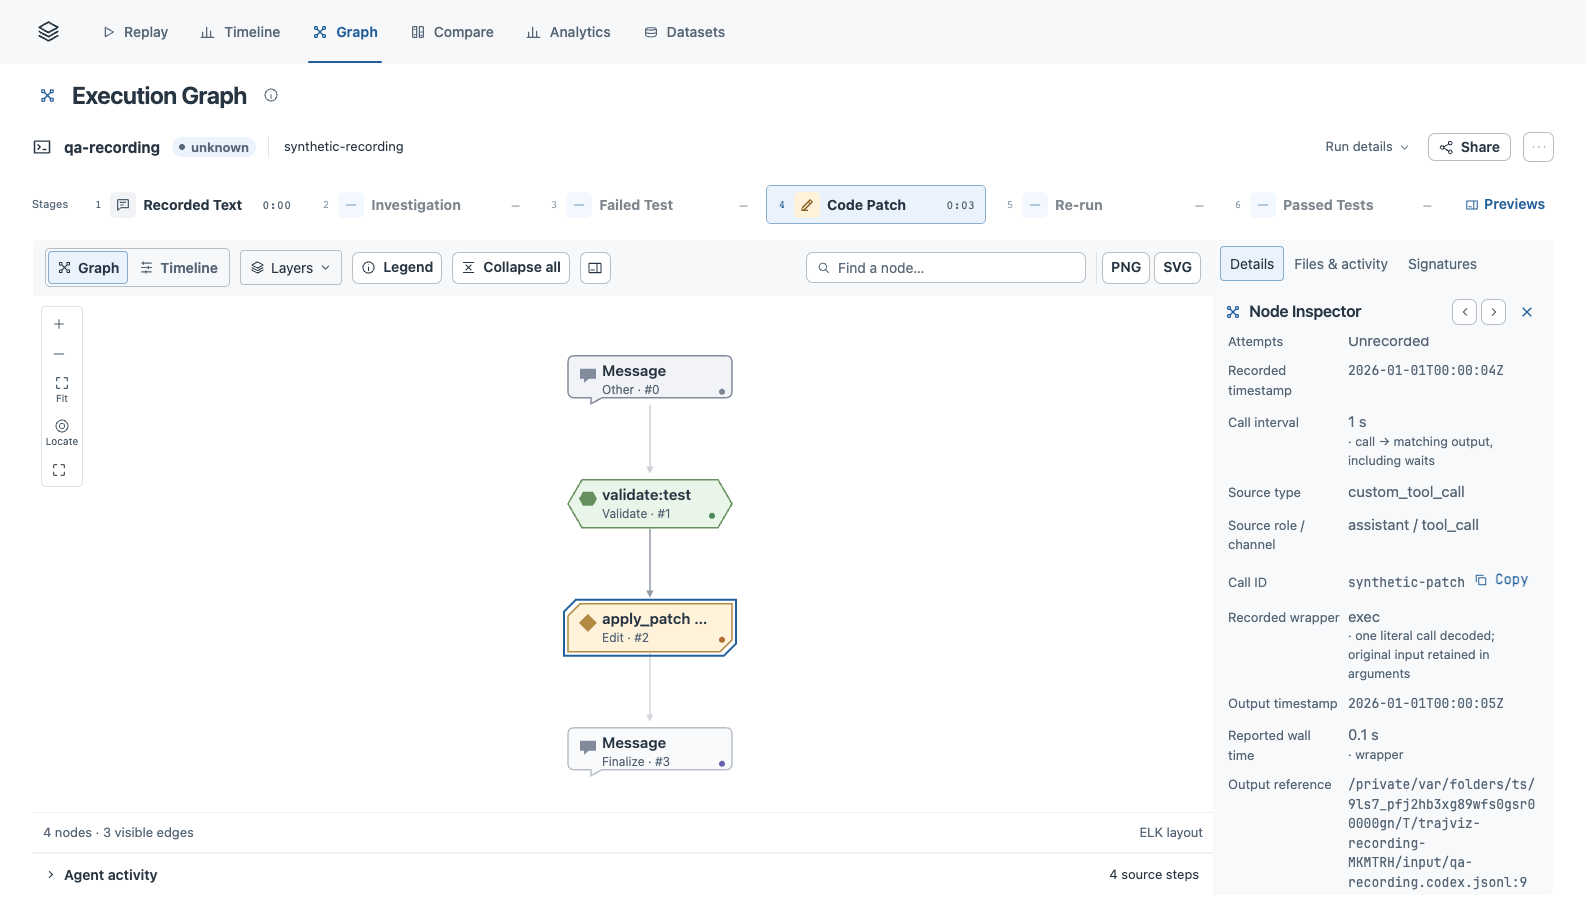 Replay
Timeline
Graph
Compare
Analytics
Datasets
Execution Graph
qa-recording
unknown
synthetic-recording
Run details
Share
Stages
1 Recorded Text 0:00
2 Investigation —
3 Failed Test —
4 Code Patch 0:03
5 Re-run —
6 Passed Tests —
Previews
Graph
Timeline
Layers
Legend
Collapse all
Find a node...
PNG
SVG
Fit
Locate
Message
Other · #0
validate:test
Validate · #1
apply_patch ...
Edit · #2
Message
Finalize · #3
4 nodes · 3 visible edges
ELK layout
Agent activity
4 source steps
Details
Files & activity
Signatures
Node Inspector
Attempts
Unrecorded
Recorded
timestamp
2026-01-01T00:00:04Z
Call interval
1 s
· call → matching output,
including waits
Source type
custom_tool_call
Source role /
channel
assistant / tool_call
Call ID
synthetic-patch
Copy
Recorded wrapper
exec
· one literal call decoded;
original input retained in
arguments
Output timestamp
2026-01-01T00:00:05Z
Reported wall
time
0.1 s
· wrapper
Output reference
/private/var/folders/ts/
9ls7_pfj2hb3xg89wfs0gsr0
0000gn/T/trajviz-
recording-
MKMTRH/input/qa-
recording.codex.jsonl:9